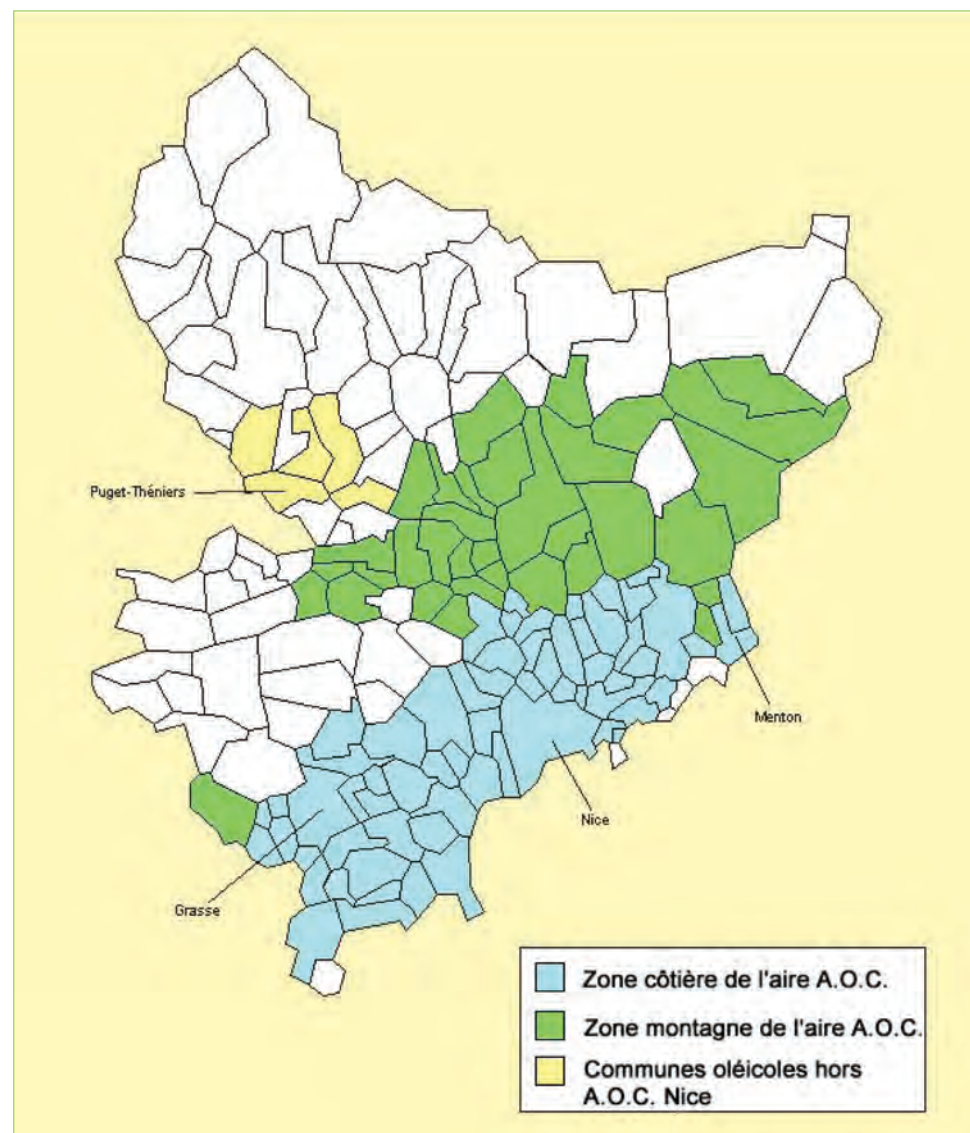 Puget-Théniers
Menton
Nice
Grasse
Zone côtière de l'aire A.O.C.
Zone montagne de l'aire A.O.C.
Communes oléicoles hors
A.O.C. Nice